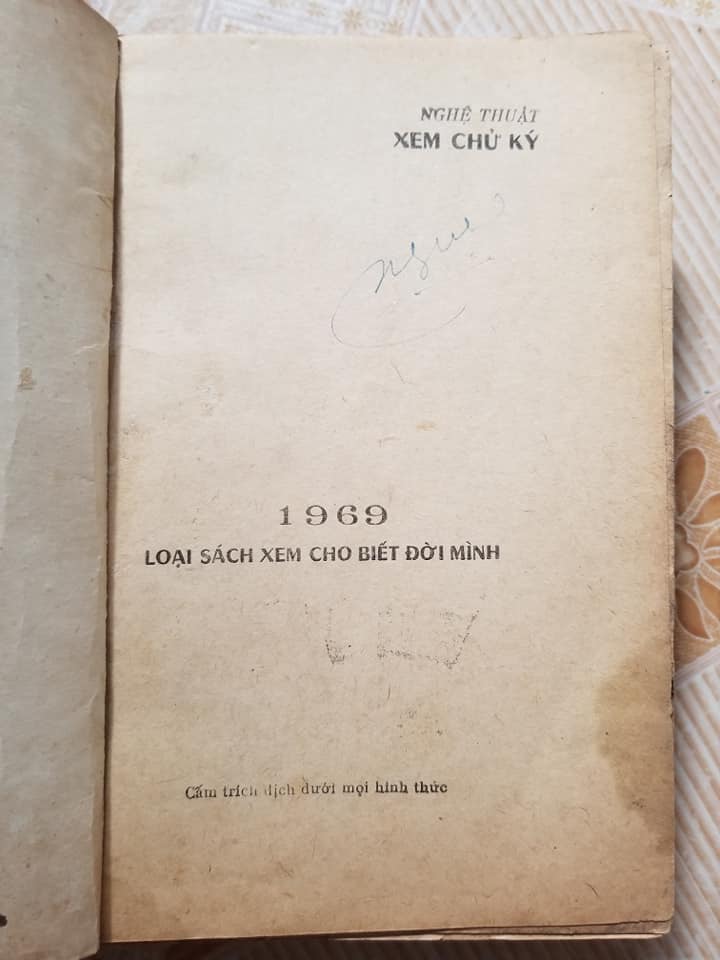 NGHỆ THUẬT
XEM CHỬ KÝ
1969
LOẠI SÁCH XEM CHO BIẾT ĐỜI MÌNH
Cấm trích dịch dưới mọi hình thức